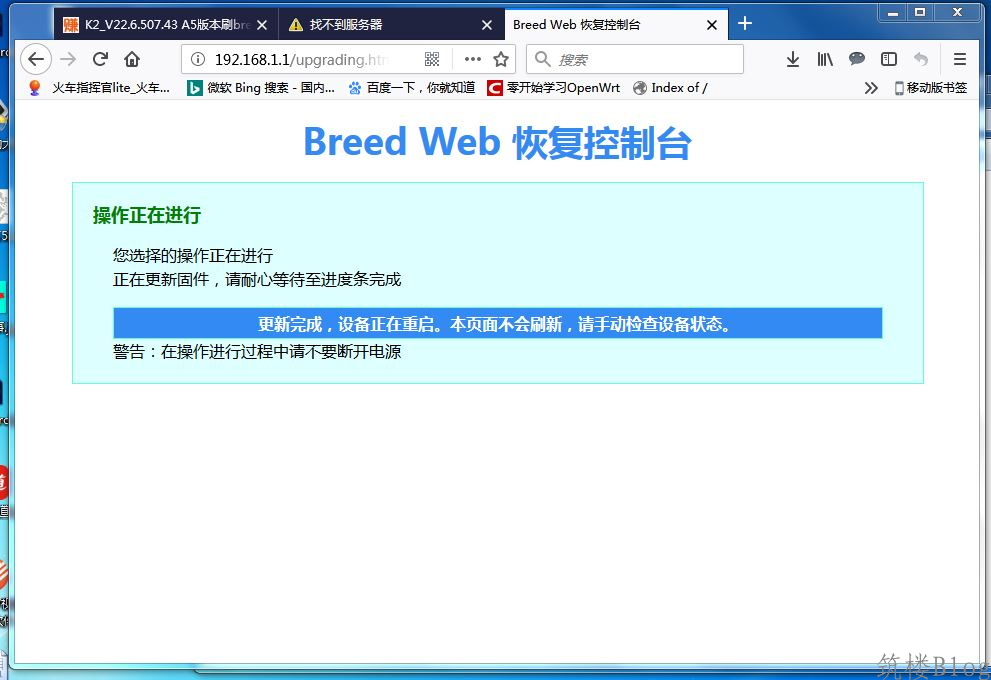 赚 K2_V22.6.507.43 A5版本刷bre
找不到服务器
Breed Web 恢复控制台
192.168.1.1/upgrading.htm
搜索
火车指挥官lite_火车...
微软 Bing 搜索 - 国内...
百度一下，你就知道
零开始学习OpenWrt
Index of /
移动版书签
Breed Web 恢复控制台
操作正在进行
您选择的操作正在进行
正在更新固件，请耐心等待至进度条完成
更新完成，设备正在重启。本页面不会刷新，请手动检查设备状态。
警告：在操作进行过程中请不要断开电源
筑楼Blog